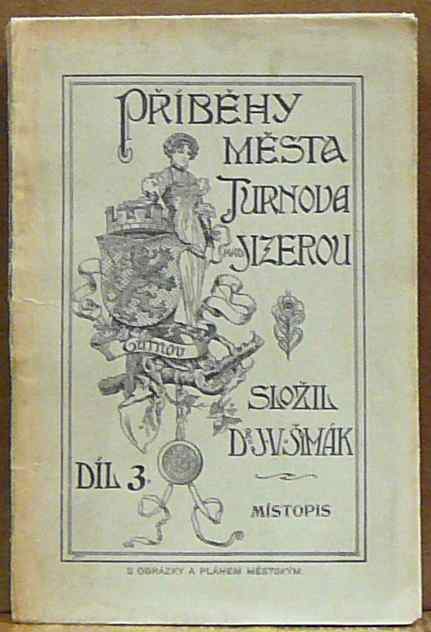 PŘÍBĚHY
MĚSTA
TURNOVA
NAD JIZEROU
Turnov
SLOŽIL
DR. J.V. ŠIMÁK
DÍL 3.
MÍSTOPIS
S OBRÁZKY A PLÁNEM MĚSTSKÝM.